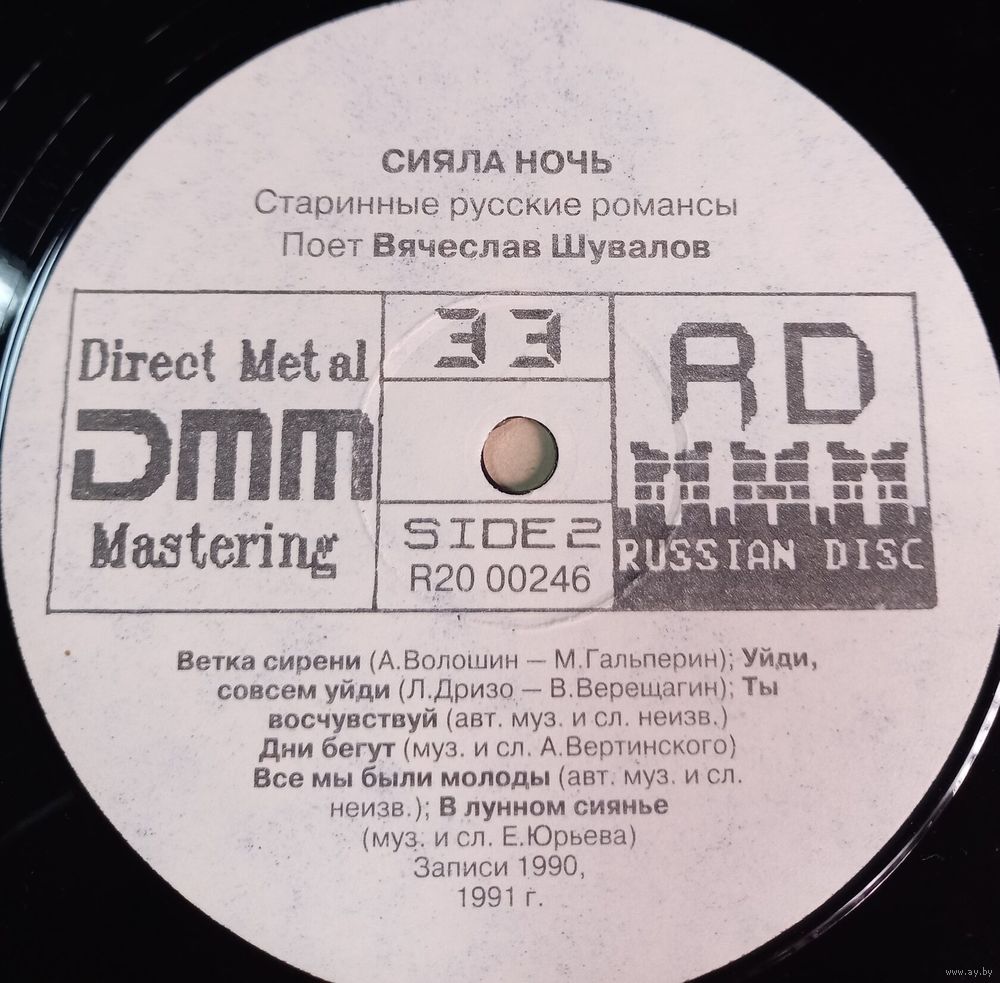 СИЯЛА НОЧЬ
Старинные русские романсы
Поет Вячеслав Шувалов
Direct Metal
DMM
Mastering
33
SIDE 2
R20 00246
RD
RUSSIAN DISC
Ветка сирени (А.Волошин — М.Гальперин); Уйди,
совсем уйди (Л.Дризо — В.Верещагин); Ты
восчувствуй (авт. муз. и сл. неизв.)
Дни бегут (муз. и сл. А.Вертинского)
Все мы были молоды (авт. муз. и сл.
неизв.); В лунном сиянье
(муз. и сл. Е.Юрьева)
Записи 1990,
1991 г.
www.ay.by